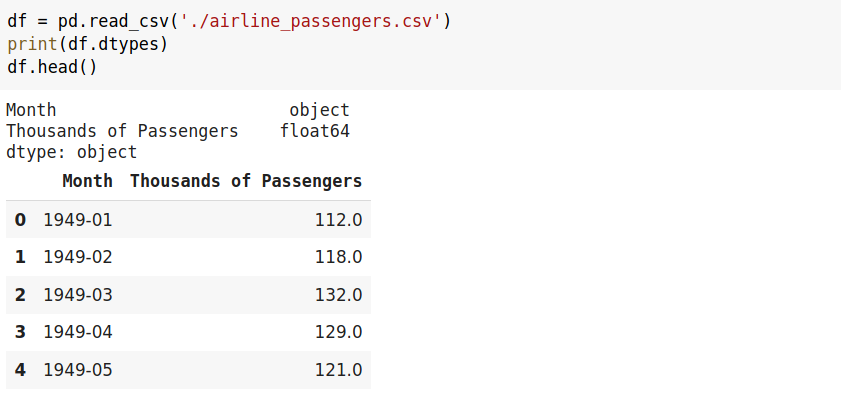 df = pd.read_csv('./airline_passengers.csv')
print(df.dtypes)
df.head()
Month object
Thousands of Passengers float64
dtype: object
Month Thousands of Passengers
0 1949-01 112.0
1 1949-02 118.0
2 1949-03 132.0
3 1949-04 129.0
4 1949-05 121.0